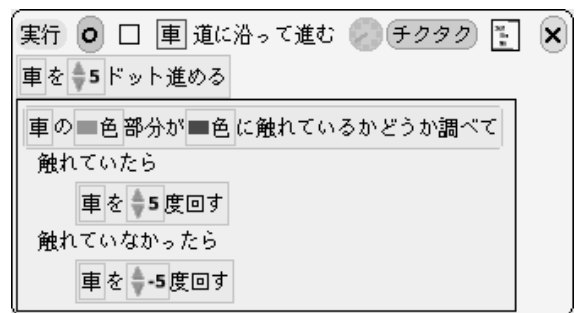 実行 車 道に沿って進む チクタク
車を5ドット進める
車の色部分が色に触れているかどうか調べて
触れていたら
車を5度回す
触れていなかったら
車を-5度回す